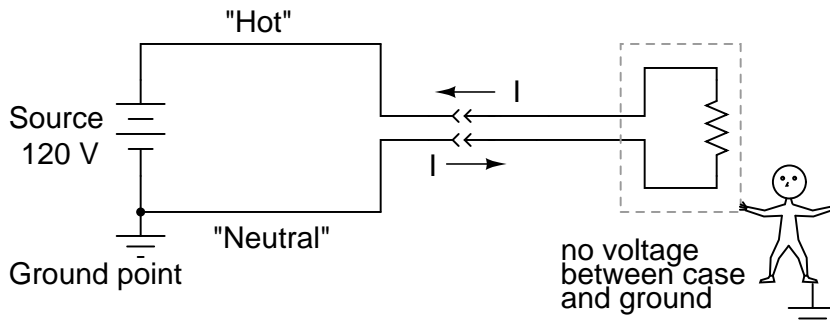 "Hot"
I
Source
120 V
I
"Neutral"
Ground point
no voltage
between case
and ground